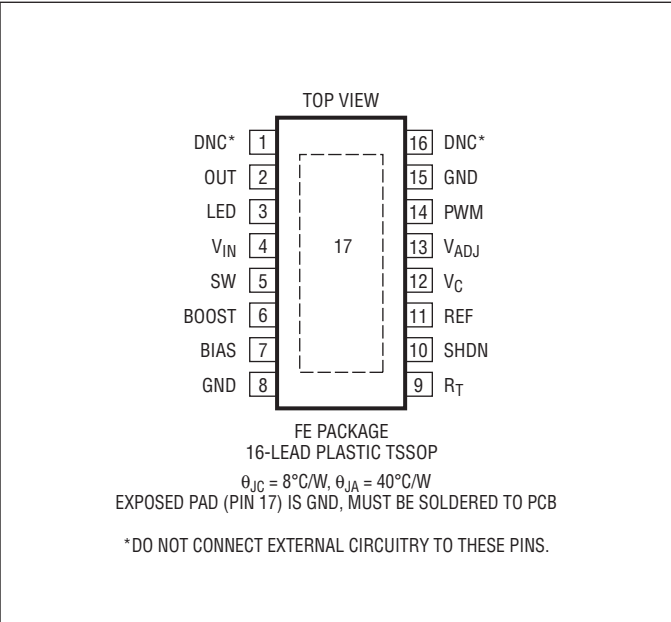 TOP VIEW
DNC* 1 16 DNC*
OUT 2 15 GND
LED 3 14 PWM
VIN 4 17 13 VADJ
SW 5 12 VC
BOOST 6 11 REF
BIAS 7 10 SHDN
GND 8 9 RT
FE PACKAGE
16-LEAD PLASTIC TSSOP
θJC = 8°C/W, θJA = 40°C/W
EXPOSED PAD (PIN 17) IS GND, MUST BE SOLDERED TO PCB
*DO NOT CONNECT EXTERNAL CIRCUITRY TO THESE PINS.